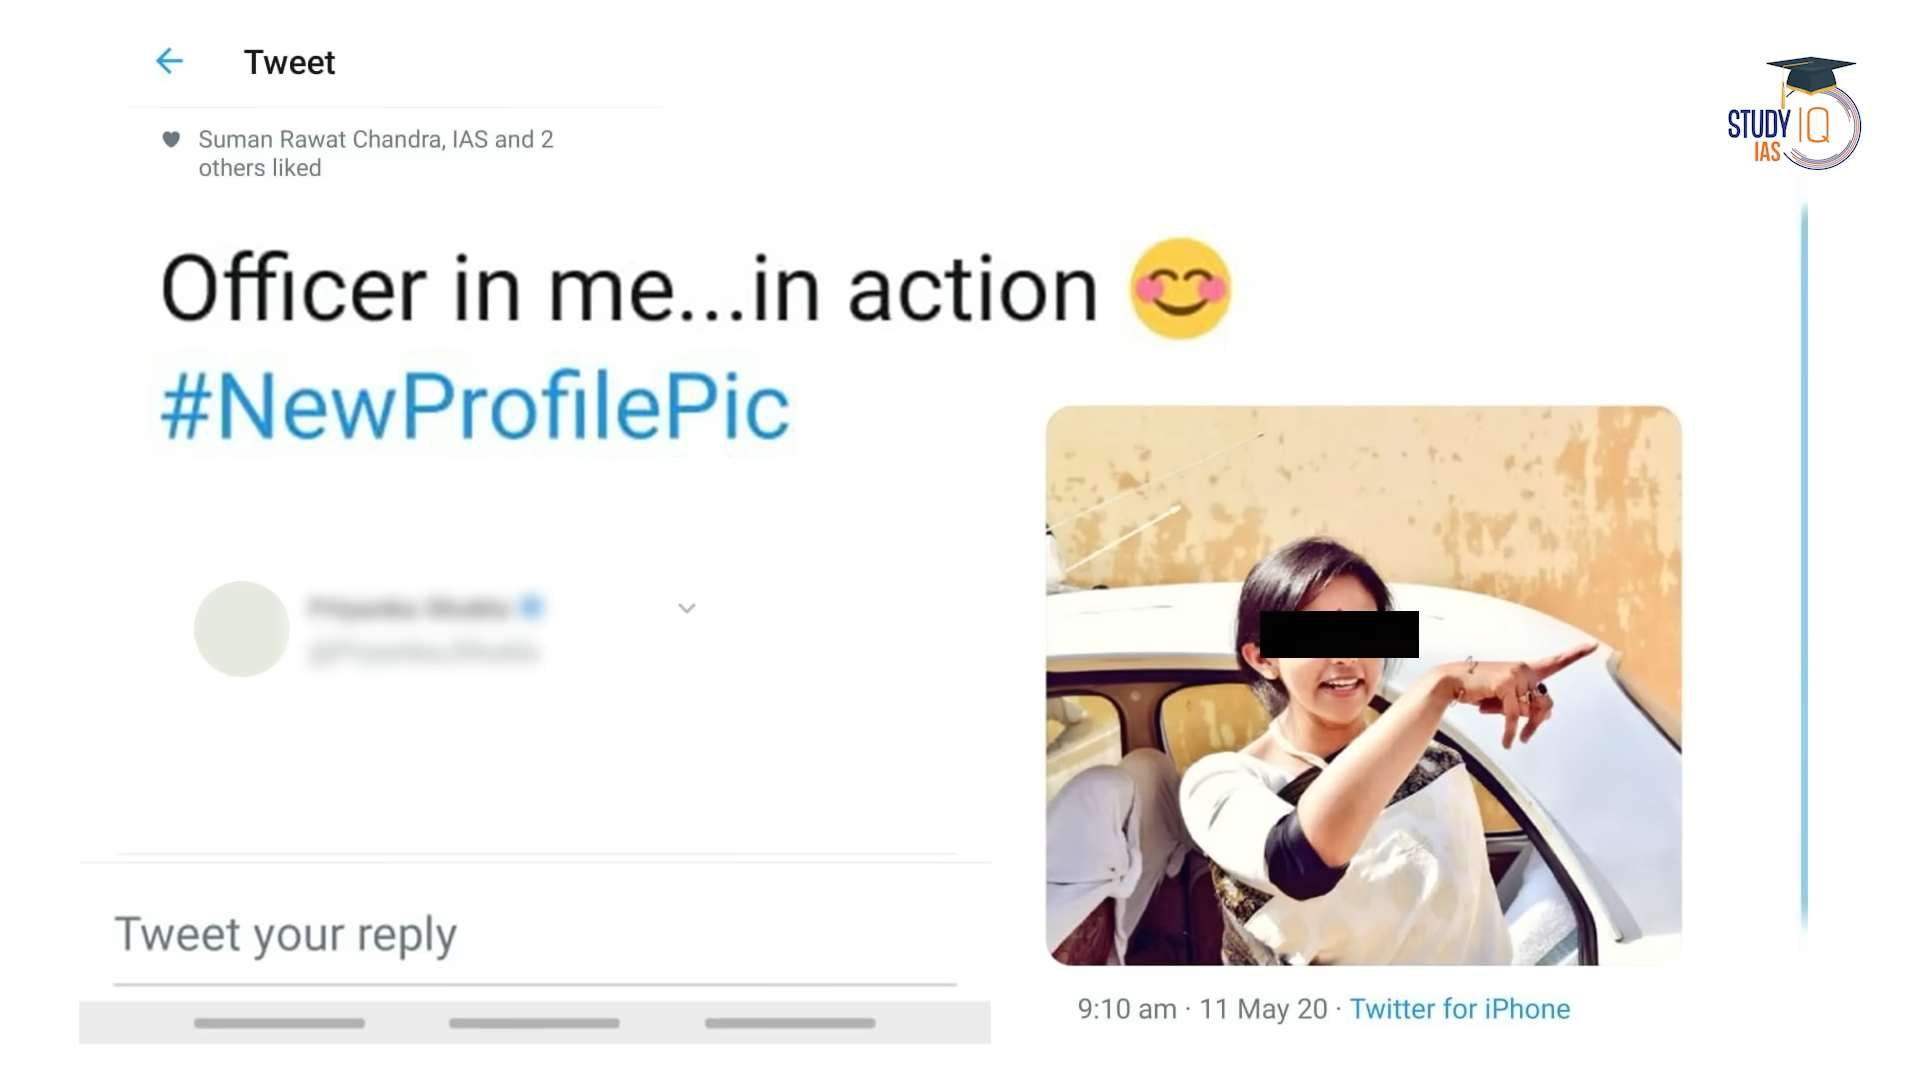 Tweet
Suman Rawat Chandra, IAS and 2
others liked
STUDY IQ
IAS
Officer in me...in action 😊
#NewProfilePic
Tweet your reply
9:10 am · 11 May 20 · Twitter for iPhone